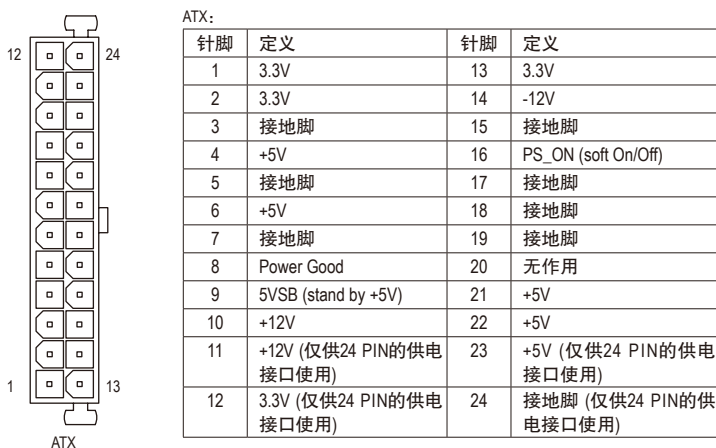 ATX：
12 24
1 13
ATX
针脚 定义 针脚 定义
1 3.3V 13 3.3V
2 3.3V 14 -12V
3 接地脚 15 接地脚
4 +5V 16 PS_ON (soft On/Off)
5 接地脚 17 接地脚
6 +5V 18 接地脚
7 接地脚 19 接地脚
8 Power Good 20 无作用
9 5VSB (stand by +5V) 21 +5V
10 +12V 22 +5V
11 +12V (仅供24 PIN的供电 23 +5V (仅供24 PIN的供电
接口使用) 接口使用)
12 3.3V (仅供24 PIN的供电 24 接地脚 (仅供24 PIN的供
接口使用) 电接口使用)